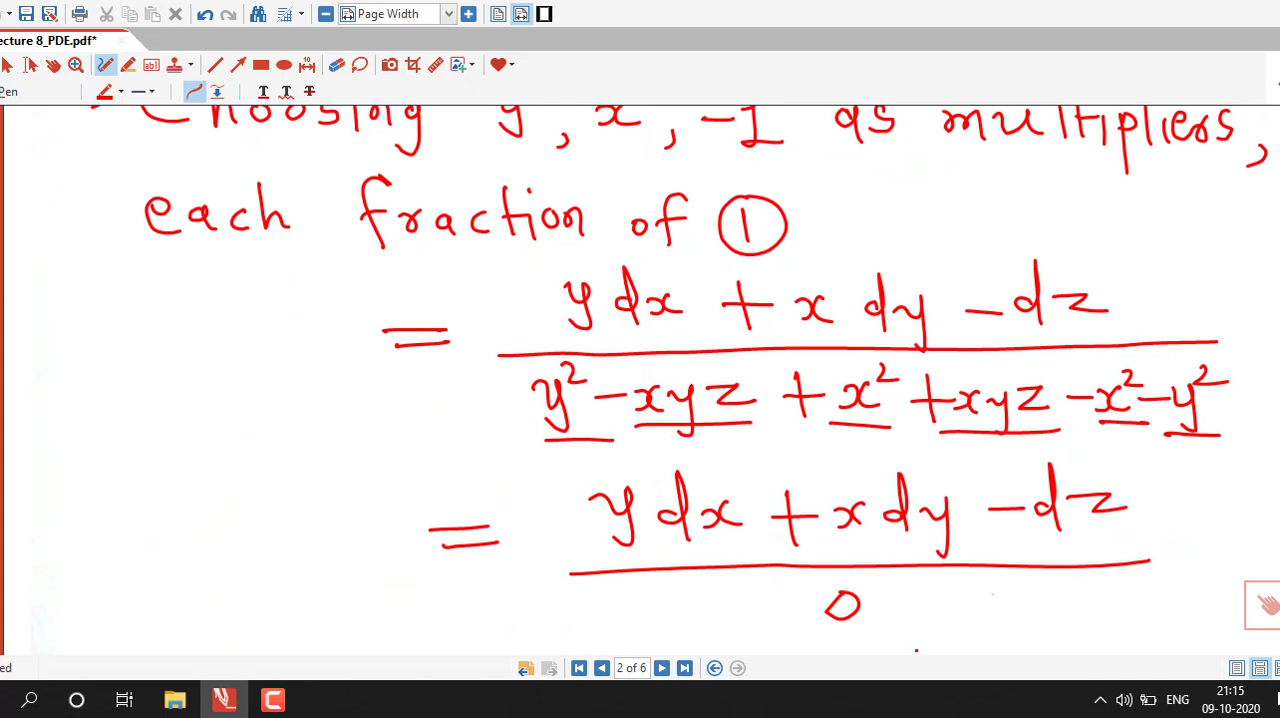 Page Width
ecture 8_PDE.pdf*
Pen
Choosing y, x, -1 as multipliers,
each fraction of ①
= y dx + x dy - dz
y² - xyz + x² + xyz - x² - y²
= y dx + x dy - dz
0
ed
2 of 6
ENG
21:15
09-10-2020